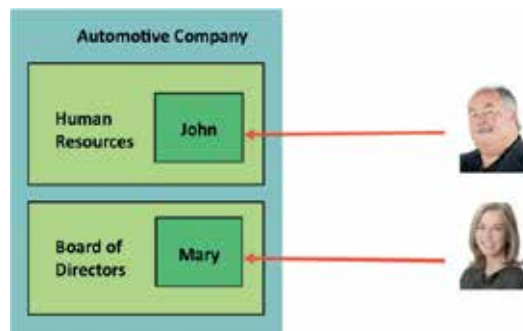 Automotive Company
Human
Resources
John
Board of
Directors
Mary